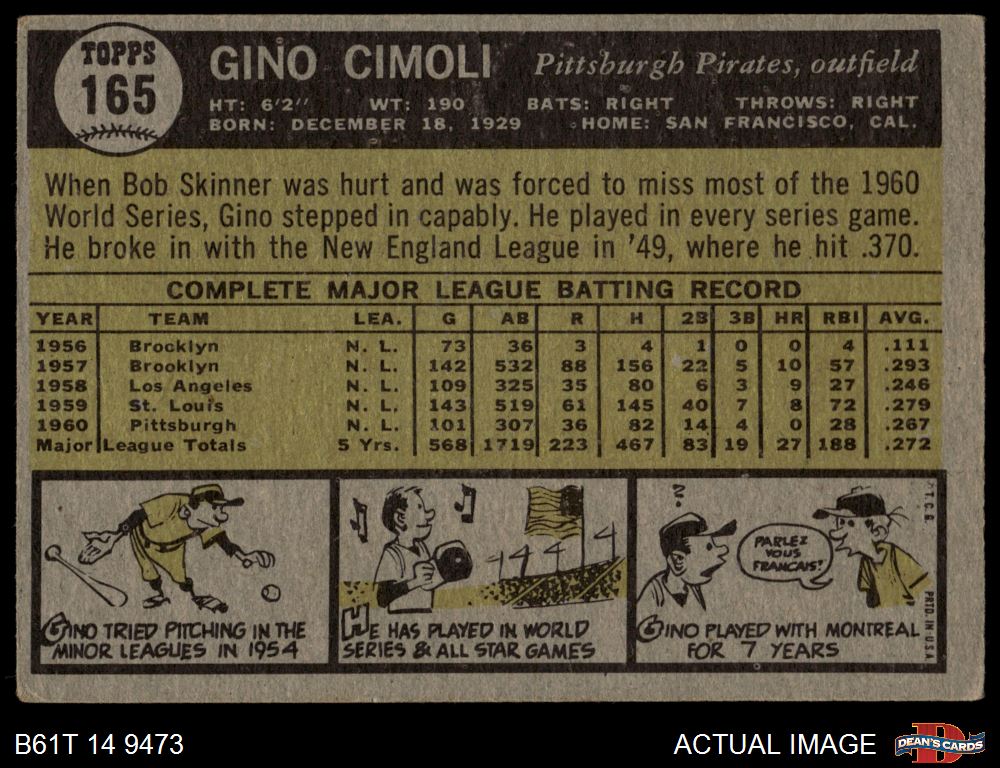 TOPPS
165
GINO CIMOLI Pittsburgh Pirates, outfield
HT: 6'2" WT: 190 BATS: RIGHT THROWS: RIGHT
BORN: DECEMBER 18, 1929 HOME: SAN FRANCISCO, CAL.
When Bob Skinner was hurt and was forced to miss most of the 1960
World Series, Gino stepped in capably. He played in every series game.
He broke in with the New England League in '49, where he hit .370.
COMPLETE MAJOR LEAGUE BATTING RECORD
YEAR TEAM LEA. G AB R H 2B 3B HR RBI AVG.
1956 Brooklyn N. L. 73 36 3 4 1 0 0 4 .111
1957 Brooklyn N. L. 142 532 88 156 22 5 10 57 .293
1958 Los Angeles N. L. 109 325 35 80 6 3 9 27 .246
1959 St. Louis N. L. 143 519 61 145 40 7 8 72 .279
1960 Pittsburgh N. L. 101 307 36 82 14 4 0 28 .267
Major League Totals 5 Yrs. 568 1719 223 467 83 19 27 188 .272
GINO TRIED PITCHING IN THE
MINOR LEAGUES IN 1954
HE HAS PLAYED IN WORLD
SERIES & ALL STAR GAMES
?
PARLEZ
VOUS
FRANCAIS?
GINO PLAYED WITH MONTREAL
FOR 7 YEARS
T.C.G.
PRTD. IN U.S.A.
B61T 14 9473
ACTUAL IMAGE
D
DEAN'S CARDS